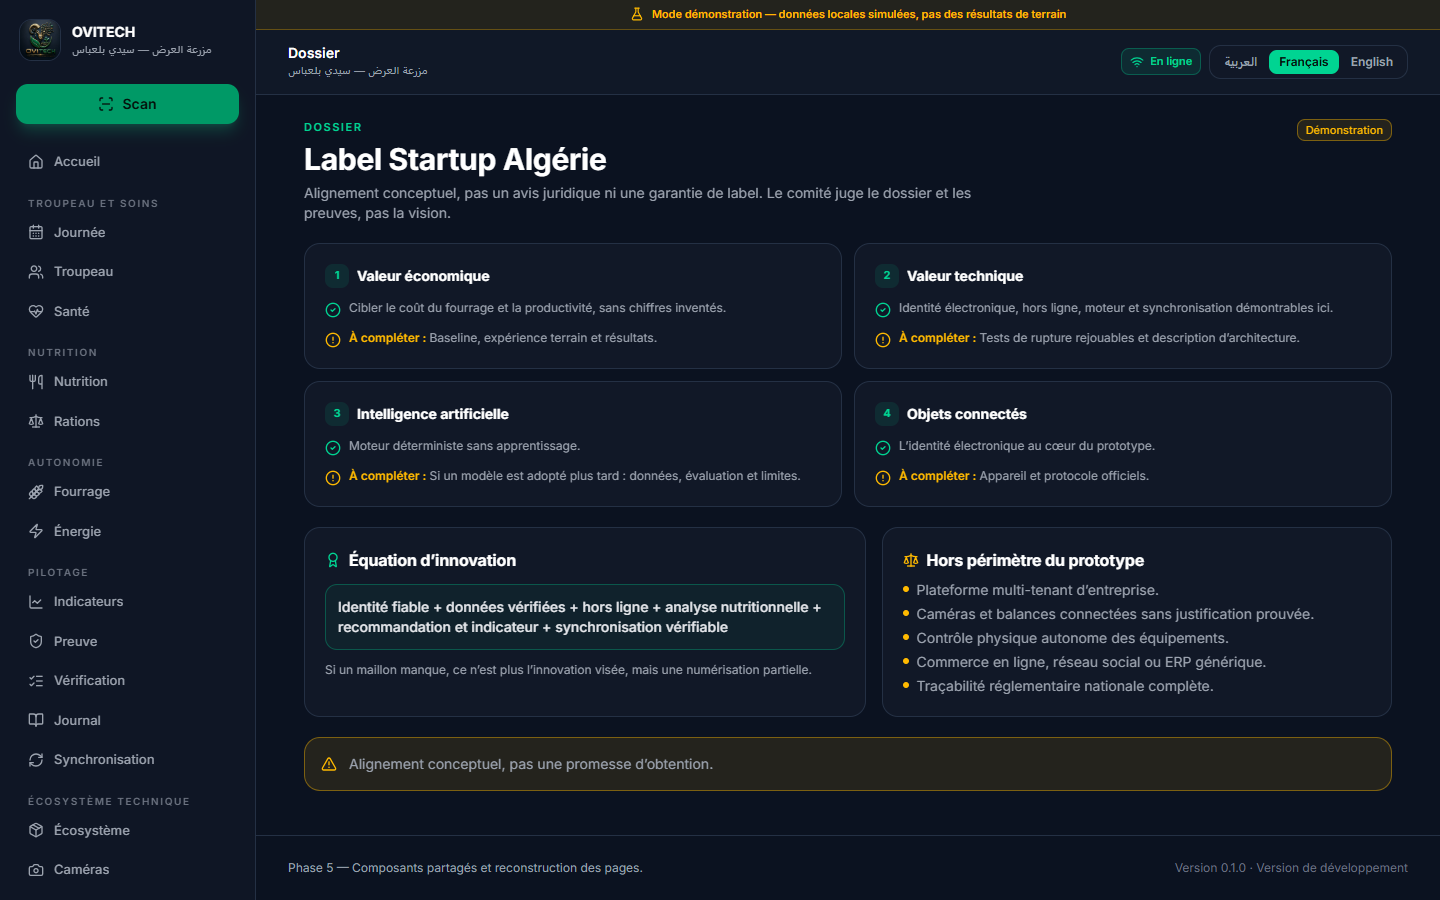 Mode démonstration — données locales simulées, pas des résultats de terrain
OVITECH
مزرعة العرض — سيدي بلعباس
Scan
Accueil
TROUPEAU ET SOINS
Journée
Troupeau
Santé
NUTRITION
Nutrition
Rations
AUTONOMIE
Fourrage
Énergie
PILOTAGE
Indicateurs
Preuve
Vérification
Journal
Synchronisation
ÉCOSYSTÈME TECHNIQUE
Écosystème
Caméras
Dossier
مزرعة العرض — سيدي بلعباس
En ligne
العربية
Français
English
DOSSIER
Démonstration
Label Startup Algérie
Alignement conceptuel, pas un avis juridique ni une garantie de label. Le comité juge le dossier et les
preuves, pas la vision.
1 Valeur économique
Cibler le coût du fourrage et la productivité, sans chiffres inventés.
À compléter : Baseline, expérience terrain et résultats.
2 Valeur technique
Identité électronique, hors ligne, moteur et synchronisation démontrables ici.
À compléter : Tests de rupture rejouables et description d’architecture.
3 Intelligence artificielle
Moteur déterministe sans apprentissage.
À compléter : Si un modèle est adopté plus tard : données, évaluation et limites.
4 Objets connectés
L’identité électronique au cœur du prototype.
À compléter : Appareil et protocole officiels.
Équation d’innovation
Identité fiable + données vérifiées + hors ligne + analyse nutritionnelle +
recommandation et indicateur + synchronisation vérifiable
Si un maillon manque, ce n’est plus l’innovation visée, mais une numérisation partielle.
Hors périmètre du prototype
Plateforme multi-tenant d’entreprise.
Caméras et balances connectées sans justification prouvée.
Contrôle physique autonome des équipements.
Commerce en ligne, réseau social ou ERP générique.
Traçabilité réglementaire nationale complète.
Alignement conceptuel, pas une promesse d’obtention.
Phase 5 — Composants partagés et reconstruction des pages.
Version 0.1.0 · Version de développement